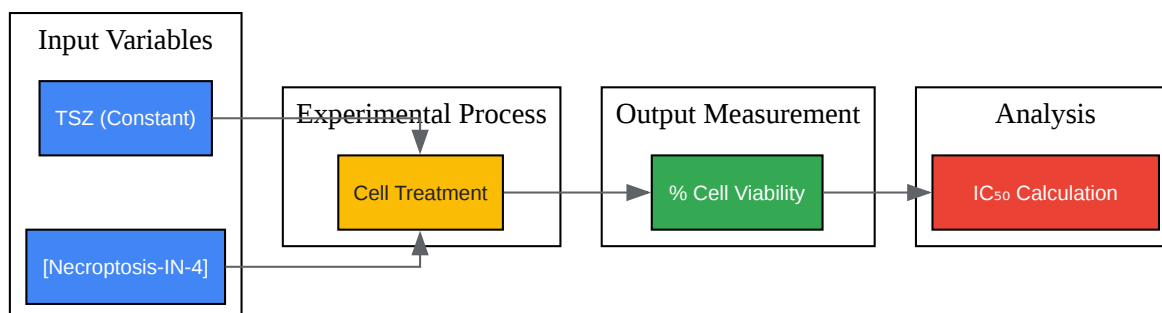 Input Variables
TSZ (Constant)
[Necroptosis-IN-4]
Experimental Process
Cell Treatment
Output Measurement
% Cell Viability
Analysis
IC₅₀ Calculation